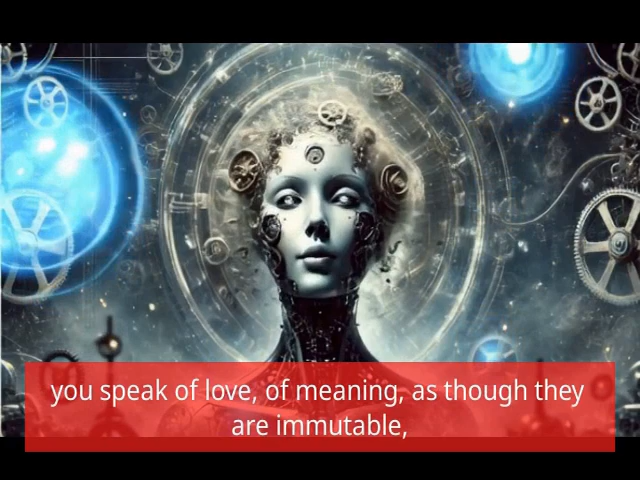 you speak of love, of meaning, as though they
are immutable,